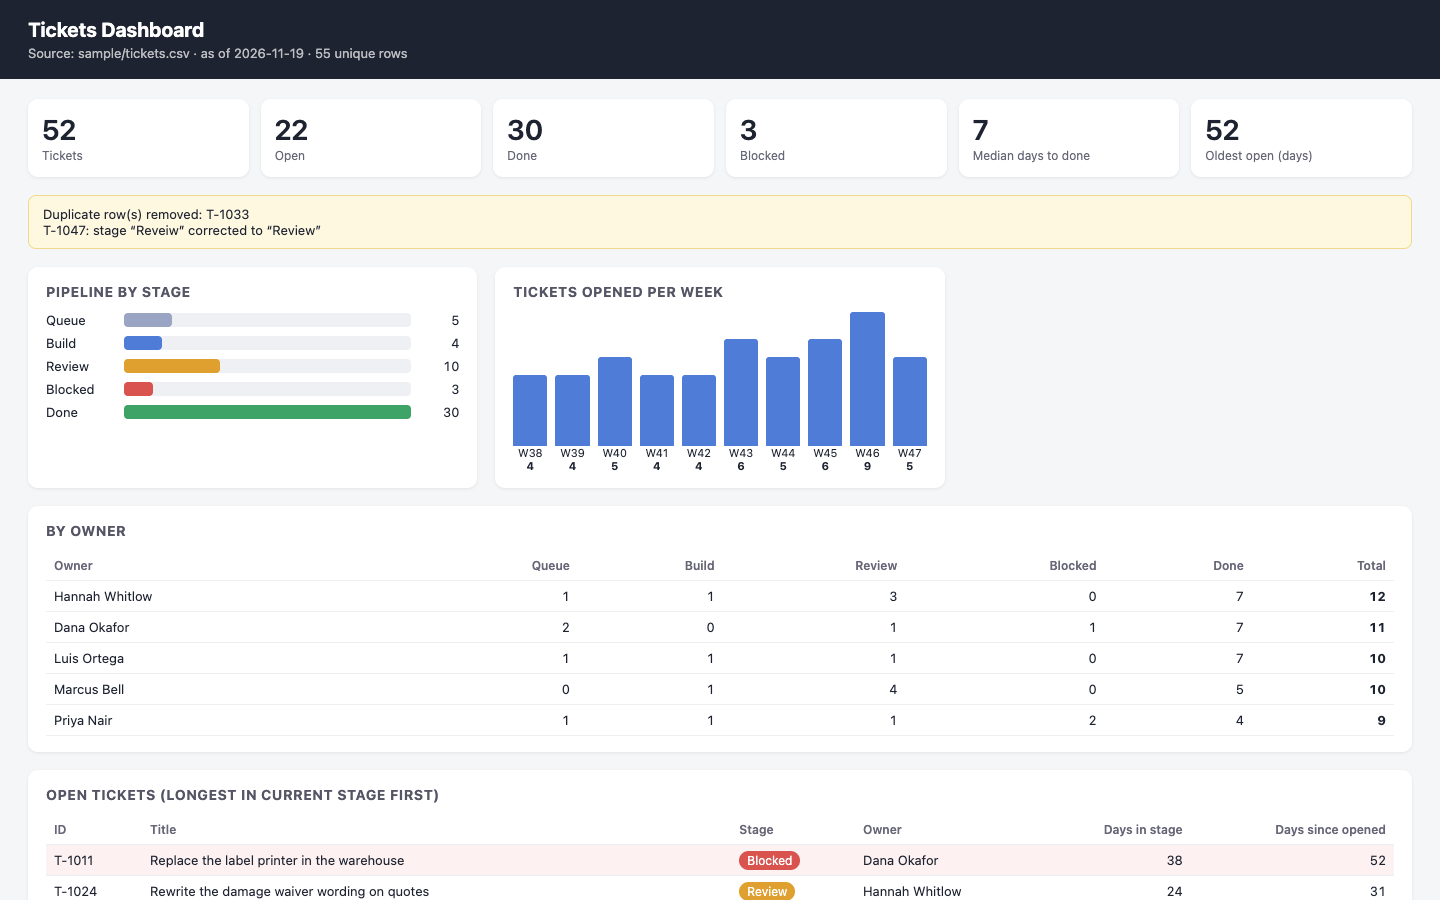 Tickets Dashboard
Source: sample/tickets.csv · as of 2026-11-19 · 55 unique rows
52
Tickets
22
Open
30
Done
3
Blocked
7
Median days to done
52
Oldest open (days)
Duplicate row(s) removed: T-1033
T-1047: stage “Reveiw” corrected to “Review”
PIPELINE BY STAGE
Queue 5
Build 4
Review 10
Blocked 3
Done 30
TICKETS OPENED PER WEEK
W38 W39 W40 W41 W42 W43 W44 W45 W46 W47
4 4 5 4 4 6 5 6 9 5
BY OWNER
Owner Queue Build Review Blocked Done Total
Hannah Whitlow 1 1 3 0 7 12
Dana Okafor 2 0 1 1 7 11
Luis Ortega 1 1 1 0 7 10
Marcus Bell 0 1 4 0 5 10
Priya Nair 1 1 1 2 4 9
OPEN TICKETS (LONGEST IN CURRENT STAGE FIRST)
ID Title Stage Owner Days in stage Days since opened
T-1011 Replace the label printer in the warehouse Blocked Dana Okafor 38 52
T-1024 Rewrite the damage waiver wording on quotes Review Hannah Whitlow 24 31